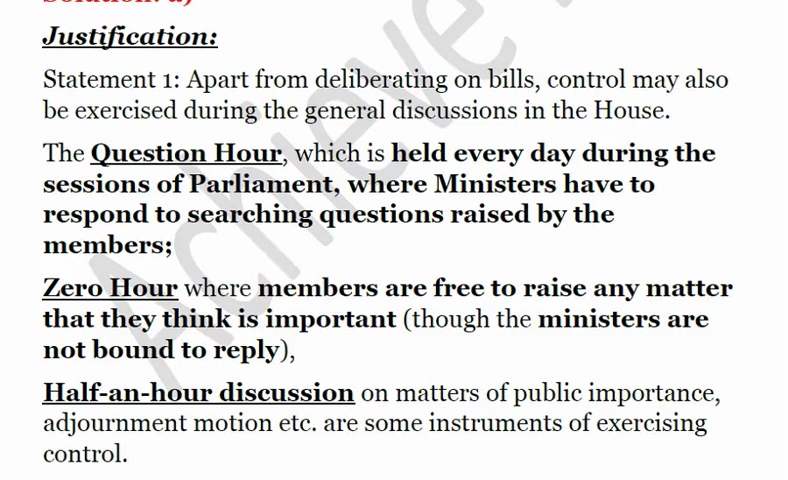 Solution: a)
Justification:
Statement 1: Apart from deliberating on bills, control may also
be exercised during the general discussions in the House.
The Question Hour, which is held every day during the
sessions of Parliament, where Ministers have to
respond to searching questions raised by the
members;
Zero Hour where members are free to raise any matter
that they think is important (though the ministers are
not bound to reply),
Half-an-hour discussion on matters of public importance,
adjournment motion etc. are some instruments of exercising
control.
Achieve